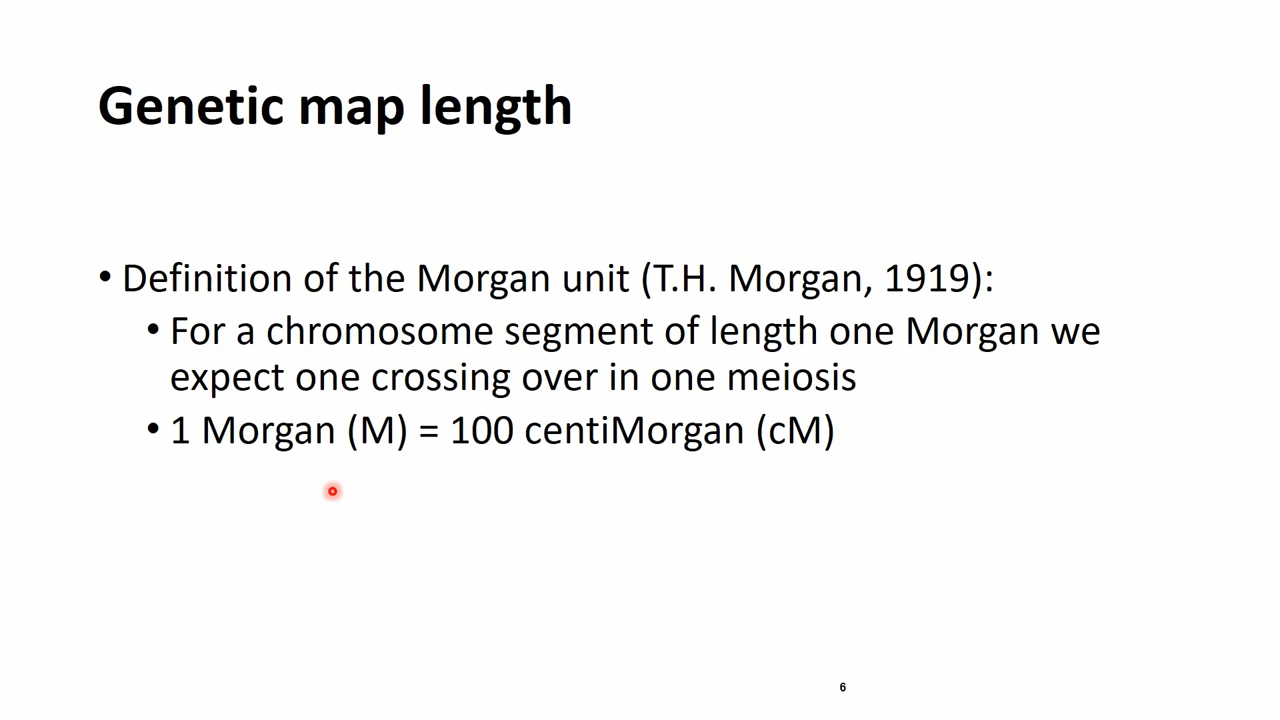 Genetic map length
• Definition of the Morgan unit (T.H. Morgan, 1919):
• For a chromosome segment of length one Morgan we
expect one crossing over in one meiosis
• 1 Morgan (M) = 100 centiMorgan (cM)
6